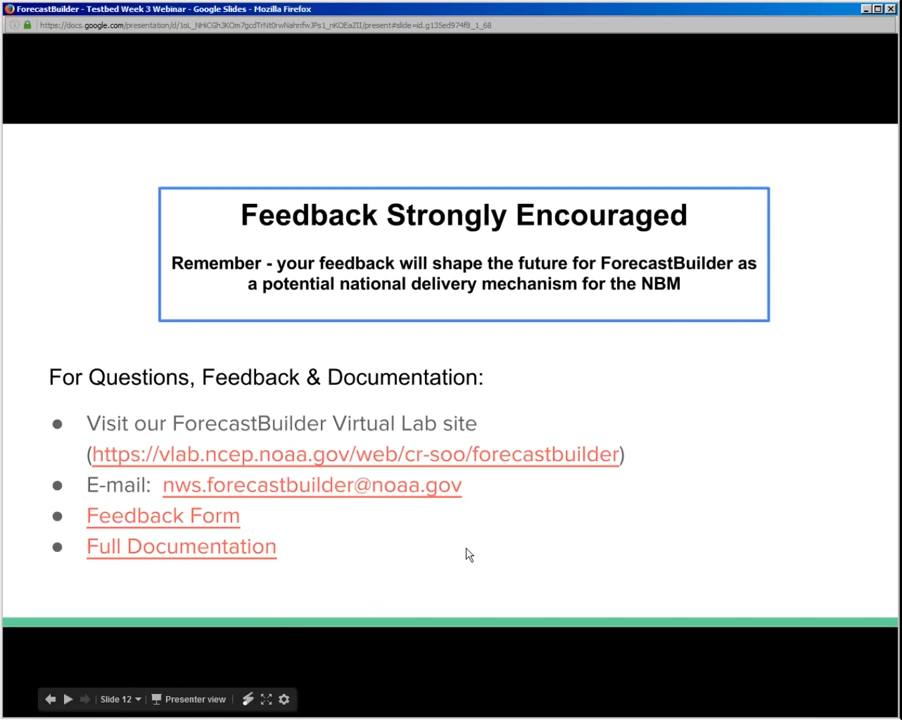 ForecastBuilder - Testbed Week 3 Webinar - Google Slides - Mozilla Firefox
Feedback Strongly Encouraged
Remember - your feedback will shape the future for ForecastBuilder as
a potential national delivery mechanism for the NBM
For Questions, Feedback & Documentation:
● Visit our ForecastBuilder Virtual Lab site
(https://vlab.ncep.noaa.gov/web/cr-soo/forecastbuilder)
● E-mail: nws.forecastbuilder@noaa.gov
● Feedback Form
● Full Documentation
Slide 12 Presenter view